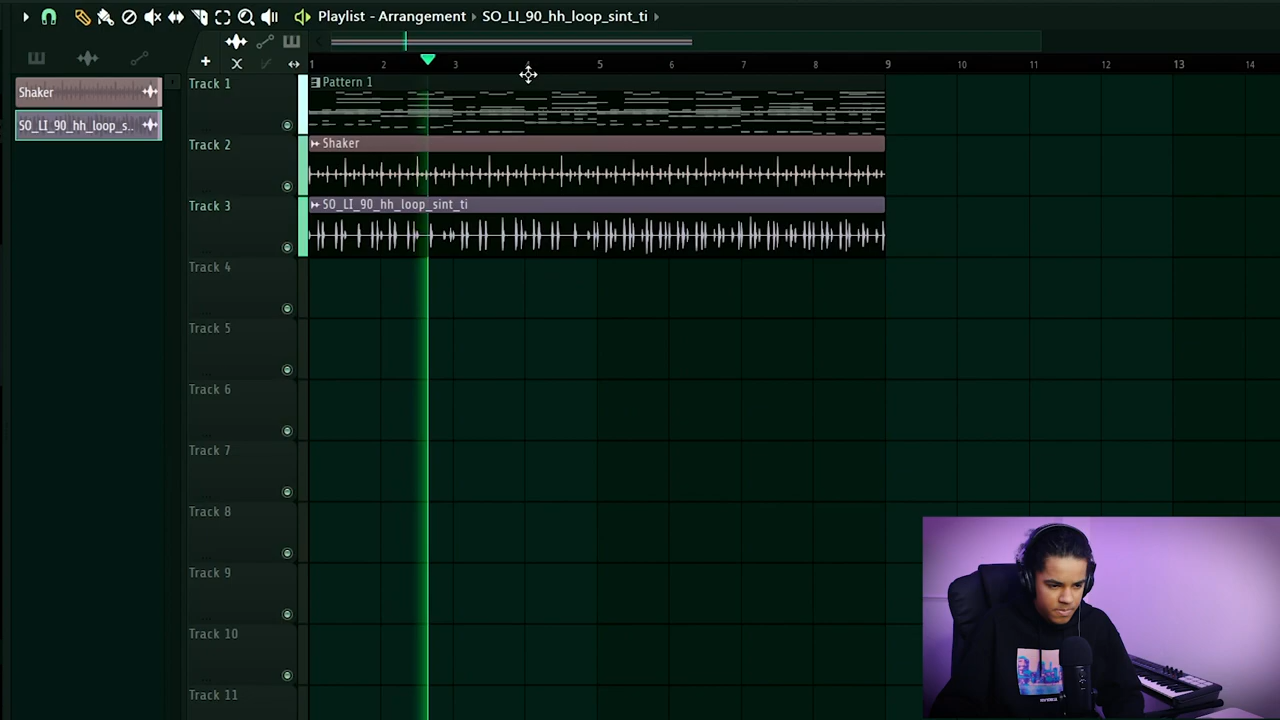 Playlist - Arrangement ▸ SO_LI_90_hh_loop_sint_ti ▸
1 2 3 4 5 6 7 8 9 10 11 12 13 14
Shaker
SO_LI_90_hh_loop_s..
Track 1
Pattern 1
Track 2
Shaker
Track 3
SO_LI_90_hh_loop_sint_ti
Track 4
Track 5
Track 6
Track 7
Track 8
Track 9
Track 10
Track 11